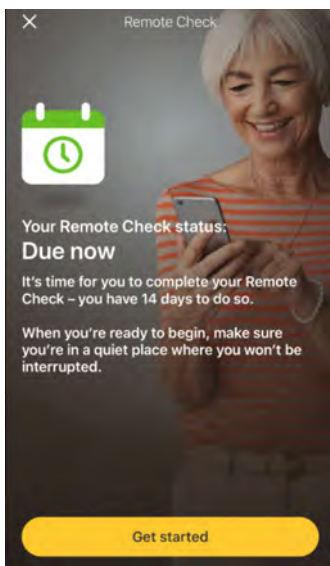 Remote Check
Your Remote Check status:
Due now
It's time for you to complete your Remote
Check – you have 14 days to do so.
When you're ready to begin, make sure
you're in a quiet place where you won't be
interrupted.
Get started